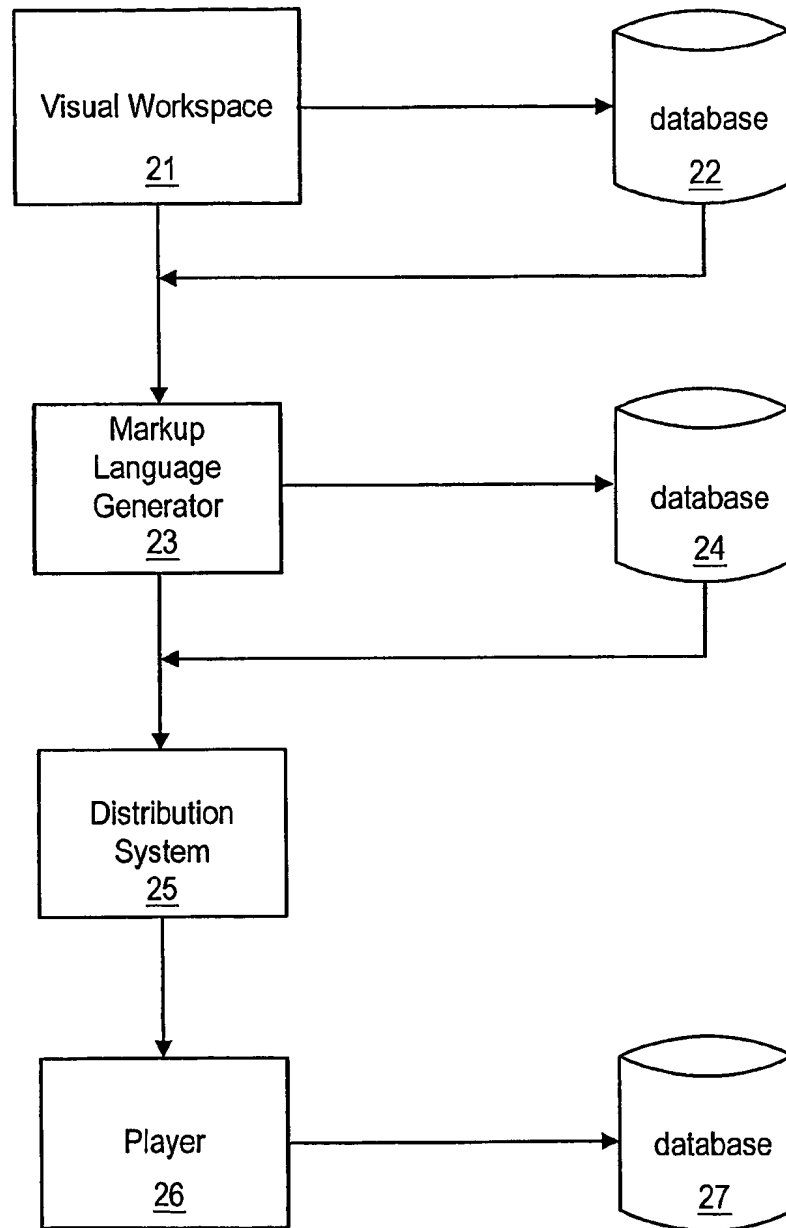 Visual Workspace
21
database
22
Markup
Language
Generator
23
database
24
Distribution
System
25
Player
26
database
27